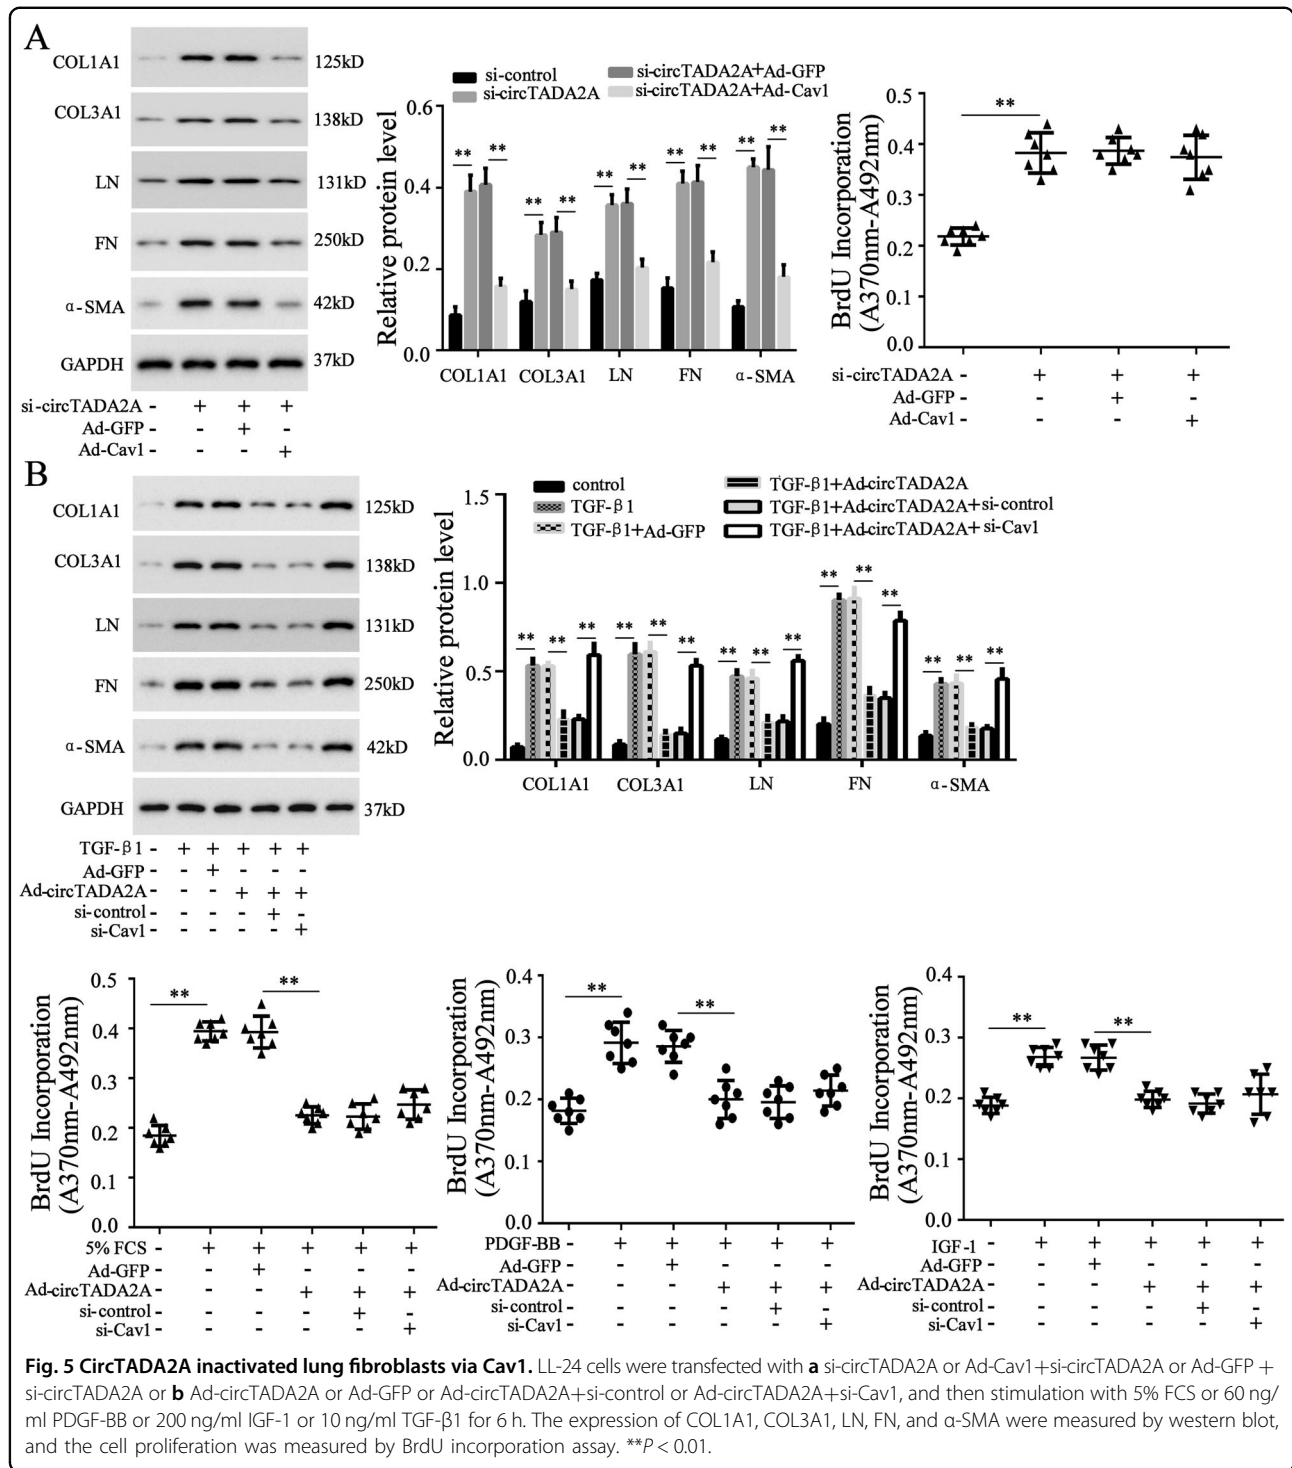 A
COL1A1
125kD
COL3A1
138kD
LN
131kD
FN
250kD
α-SMA
42kD
GAPDH
37kD
si-circTADA2A - + + +
Ad-GFP - - + -
Ad-Cav1 - - - +
si-control
si-circTADA2A
si-circTADA2A+Ad-GFP
si-circTADA2A+Ad-Cav1
Relative protein level
0.6
0.4
0.2
0.0
** ** ** ** ** ** ** ** ** **
COL1A1 COL3A1 LN FN α-SMA
BrdU Incorporation
(A370nm-A492nm)
0.5
0.4
0.3
0.2
0.1
0.0
**
si-circTADA2A - + + +
Ad-GFP - - + -
Ad-Cav1 - - - +
B
COL1A1
125kD
COL3A1
138kD
LN
131kD
FN
250kD
α-SMA
42kD
GAPDH
37kD
TGF-β1 - + + + + +
Ad-GFP - - + - - -
Ad-circTADA2A - - - + + +
si-control - - - - + -
si-Cav1 - - - - - +
control
TGF-β1
TGF-β1+Ad-GFP
TGF-β1+Ad-circTADA2A
TGF-β1+Ad-circTADA2A+si-control
TGF-β1+Ad-circTADA2A+si-Cav1
Relative protein level
1.5
1.0
0.5
0.0
** ** ** ** ** ** ** ** ** ** ** ** ** ** **
COL1A1 COL3A1 LN FN α-SMA
BrdU Incorporation
(A370nm-A492nm)
0.5
0.4
0.3
0.2
0.1
0.0
** **
5% FCS - + + + + +
Ad-GFP - - + - - -
Ad-circTADA2A - - - + + +
si-control - - - - + -
si-Cav1 - - - - - +
BrdU Incorporation
(A370nm-A492nm)
0.4
0.3
0.2
0.1
0.0
** **
PDGF-BB - + + + + +
Ad-GFP - - + - - -
Ad-circTADA2A - - - + + +
si-control - - - - + -
si-Cav1 - - - - - +
BrdU Incorporation
(A370nm-A492nm)
0.4
0.3
0.2
0.1
0.0
** **
IGF-1 - + + + + +
Ad-GFP - - + - - -
Ad-circTADA2A - - - + + +
si-control - - - - + -
si-Cav1 - - - - - +
Fig. 5 CircTADA2A inactivated lung fibroblasts via Cav1. LL-24 cells were transfected with a si-circTADA2A or Ad-Cav1+si-circTADA2A or Ad-GFP +
si-circTADA2A or b Ad-circTADA2A or Ad-GFP or Ad-circTADA2A+si-control or Ad-circTADA2A+si-Cav1, and then stimulation with 5% FCS or 60 ng/
ml PDGF-BB or 200 ng/ml IGF-1 or 10 ng/ml TGF-β1 for 6 h. The expression of COL1A1, COL3A1, LN, FN, and α-SMA were measured by western blot,
and the cell proliferation was measured by BrdU incorporation assay. **P < 0.01.